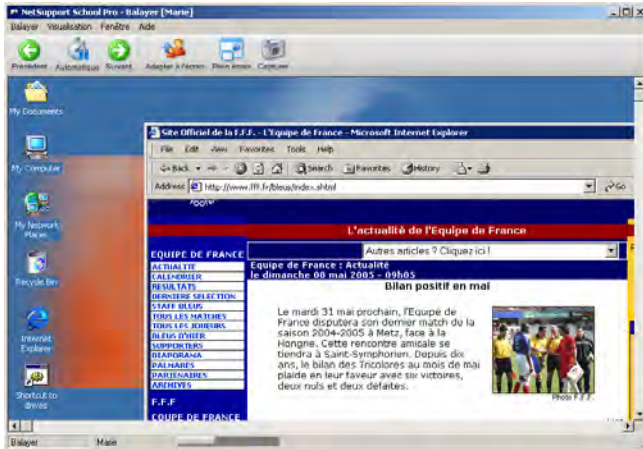 NetSupport School Pro - Balayer [Marie]
Balayer Visualisation Fenêtre Aide
Précédent Automatique Suivant Adapter à l'écran Plein écran Capturer
My Documents
Site Officiel de la F.F.F. - L'Equipe de France - Microsoft Internet Explorer
File Edit View Favorites Tools Help
My Computer
Back Search Favorites History
Address http://www.fff.fr/bleus/index.shtml Go
My Network
Places
L'actualité de l'Equipe de France
EQUIPE DE FRANCE
Autres articles ? Cliquez ici !
ACTUALITE
CALENDRIER
RESULTATS
DERNIERE SELECTION
STAFF BLEUS
TOUS LES MATCHES
TOUS LES JOUEURS
BLEUS D'HIER
SUPPORTERS
DIAPORAMA
PALMARES
PARTENAIRES
ARCHIVES
F.F.F
COUPE DE FRANCE
Equipe de France : Actualité
le dimanche 08 mai 2005 - 09h05
Bilan positif en mai
Le mardi 31 mai prochain, l'Equipe de
France disputera son dernier match de la
saison 2004-2005 à Metz, face à la
Hongrie. Cette rencontre amicale se
tiendra à Saint-Symphorien. Depuis dix
ans, le bilan des Tricolores au mois de mai
plaide en leur faveur avec six victoires,
deux nuls et deux défaites.
Photo F.F.F.
Recycle Bin
Internet
Explorer
Shortcut to
drives
Balayer Marie